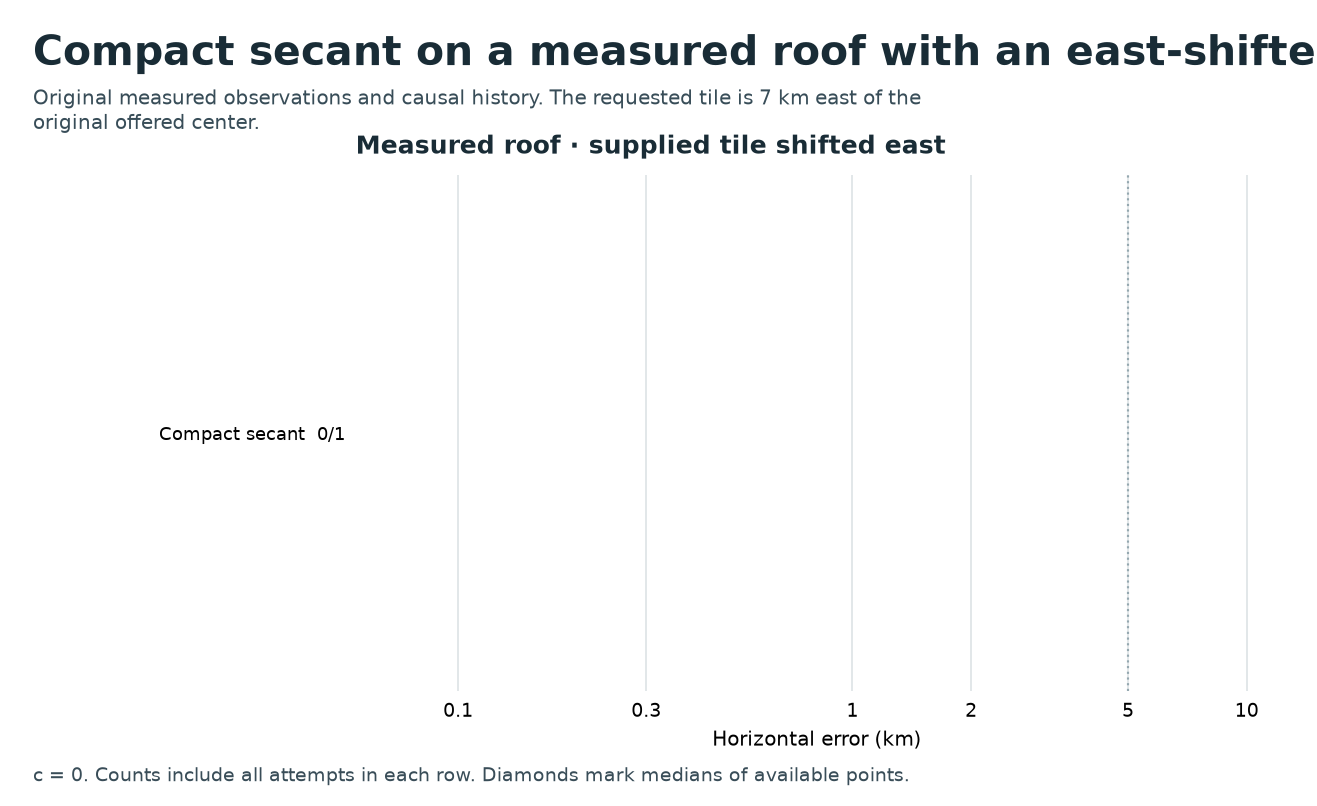 Compact secant on a measured roof with an east-shifte
Original measured observations and causal history. The requested tile is 7 km east of the
original offered center.
Measured roof · supplied tile shifted east
Compact secant 0/1
0.1 0.3 1 2 5 10
Horizontal error (km)
c = 0. Counts include all attempts in each row. Diamonds mark medians of available points.